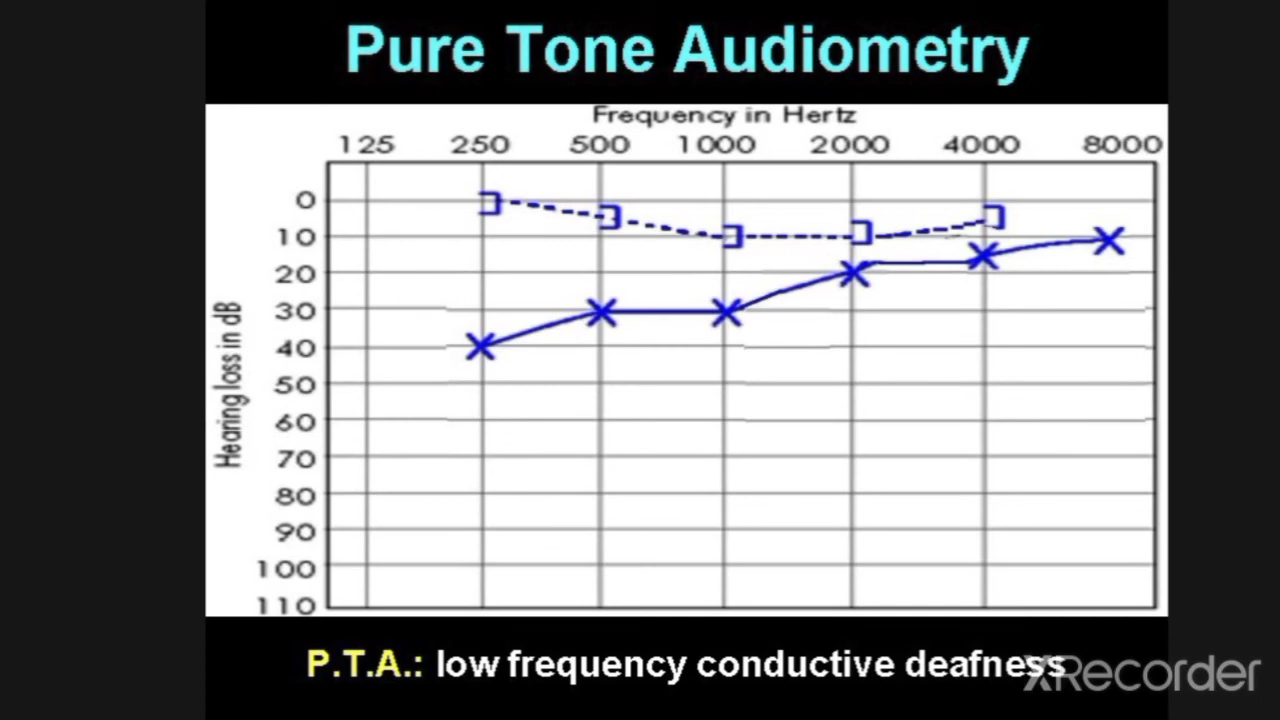 Pure Tone Audiometry
Frequency in Hertz
125 250 500 1000 2000 4000 8000
0
10
20
30
40
50
60
70
80
90
100
110
Hearing loss in dB
P.T.A.: low frequency conductive deafness
XRecorder